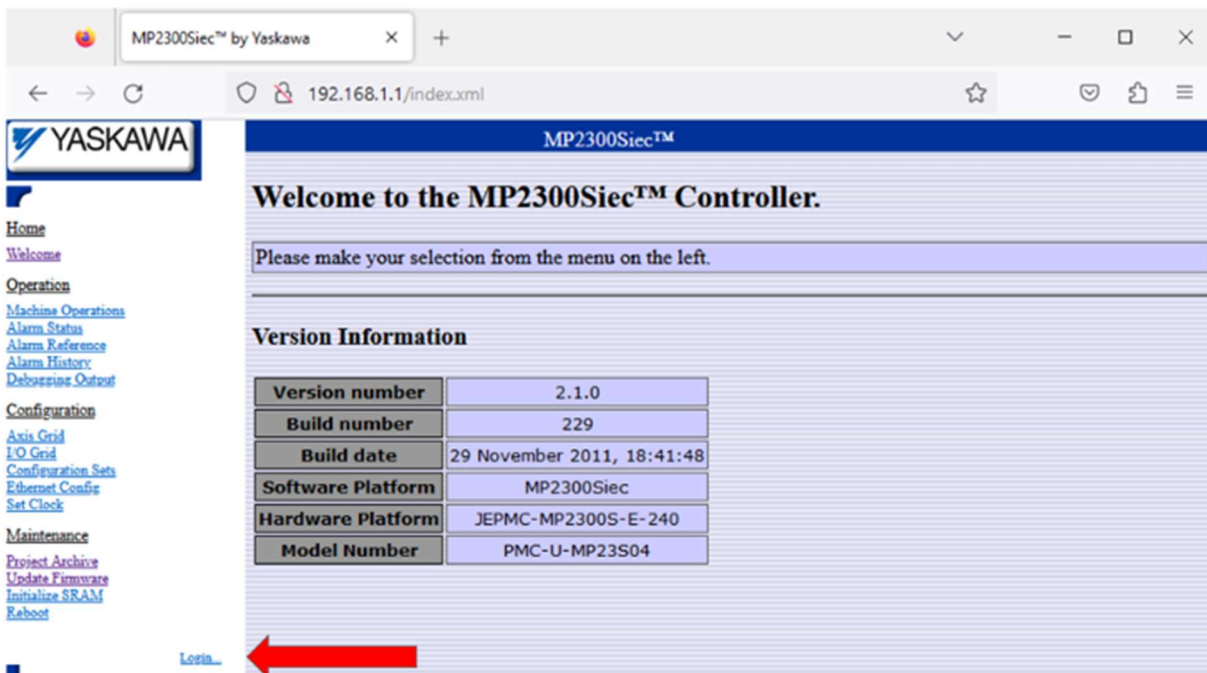 MP2300Siec™ by Yaskawa
192.168.1.1/index.xml
YASKAWA
MP2300Siec™
Welcome to the MP2300Siec™ Controller.
Please make your selection from the menu on the left.
Home
Welcome
Operation
Machine Operations
Alarm Status
Alarm Reference
Alarm History
Debugging Output
Configuration
Axis Grid
I/O Grid
Configuration Sets
Ethernet Config
Set Clock
Maintenance
Project Archive
Update Firmware
Initialize SRAM
Reboot
Login...
Version Information
Version number 2.1.0
Build number 229
Build date 29 November 2011, 18:41:48
Software Platform MP2300Siec
Hardware Platform JEPMC-MP2300S-E-240
Model Number PMC-U-MP23S04